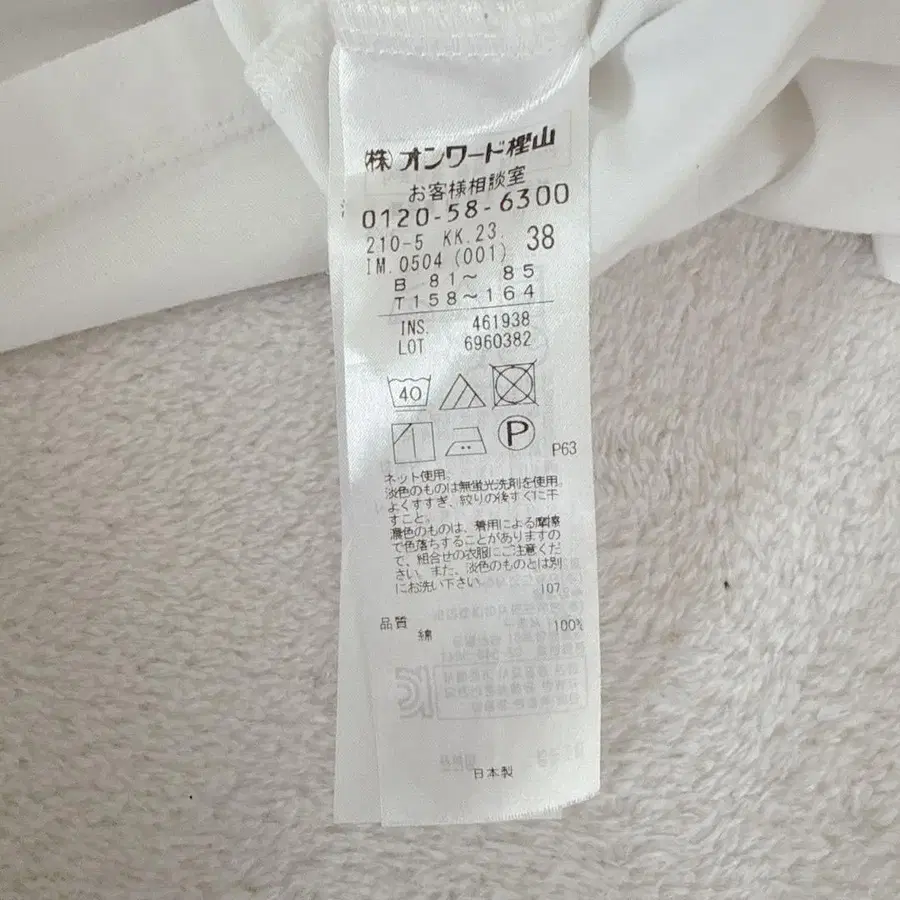 (株)オンワード樫山
お客様相談室
0120-58-6300
210-5 KK.23. 38
IM.0504 (001)
B 81〜 85
T158〜164
INS. 461938
LOT 6960382
40
P
P63
ネット使用。
淡色のものは無蛍光洗剤を使用。
よくすすぎ、絞りの後すぐに干
すこと。
濃色のものは、着用による摩擦
で色落ちすることがありますの
で、組合せの衣服にご注意くだ
さい。また、淡色のものとは別
にお洗い下さい。
107
品質
綿 100%
日本製